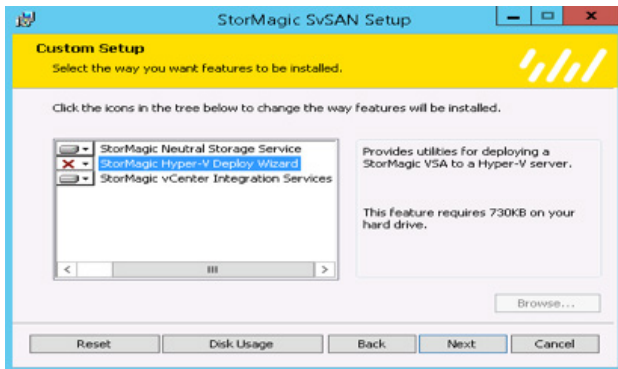 StorMagic SvSAN Setup
Custom Setup
Select the way you want features to be installed.
Click the icons in the tree below to change the way features will be installed.
StorMagic Neutral Storage Service
StorMagic Hyper-V Deploy Wizard
StorMagic vCenter Integration Services
Provides utilities for deploying a
StorMagic VSA to a Hyper-V server.
This feature requires 730KB on your
hard drive.
Browse...
Reset Disk Usage Back Next Cancel